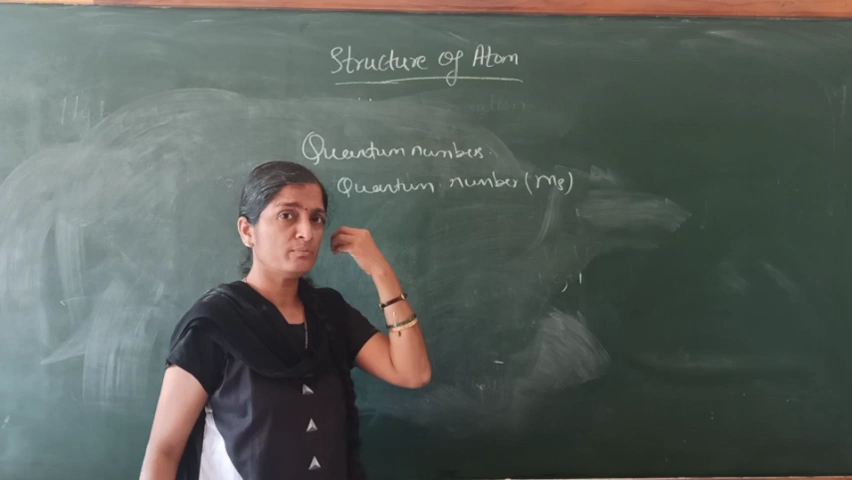 Structure of Atom
Quantum numbers.
Quantum number (ms)